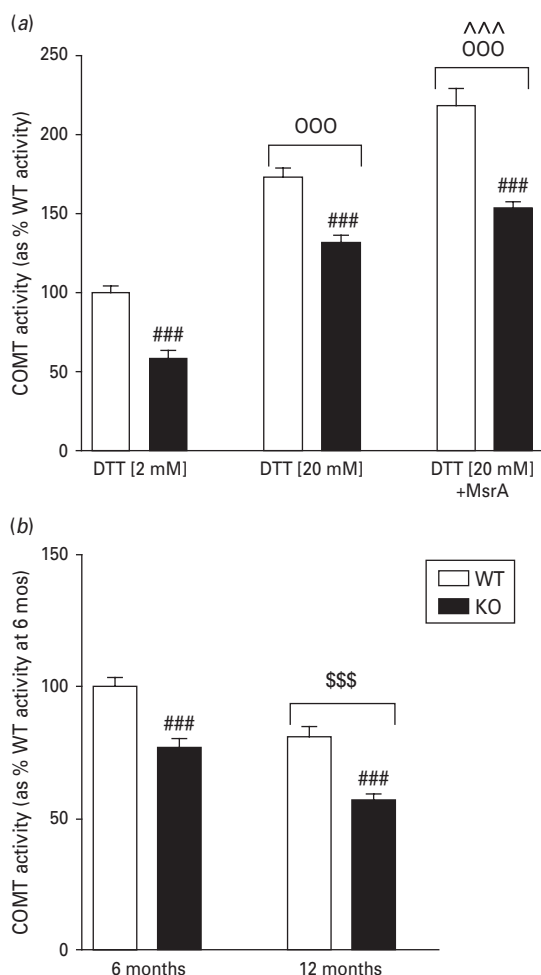 (a)
^^^
OOO
250
COMT activity (as % WT activity)
OOO
200
###
###
150
100
###
50
0
DTT [2 mM] DTT [20 mM] DTT [20 mM]
+MsrA
(b)
150
COMT activity (as % WT activity at 6 mos)
WT
KO
$$$
100
###
###
50
0
6 months 12 months